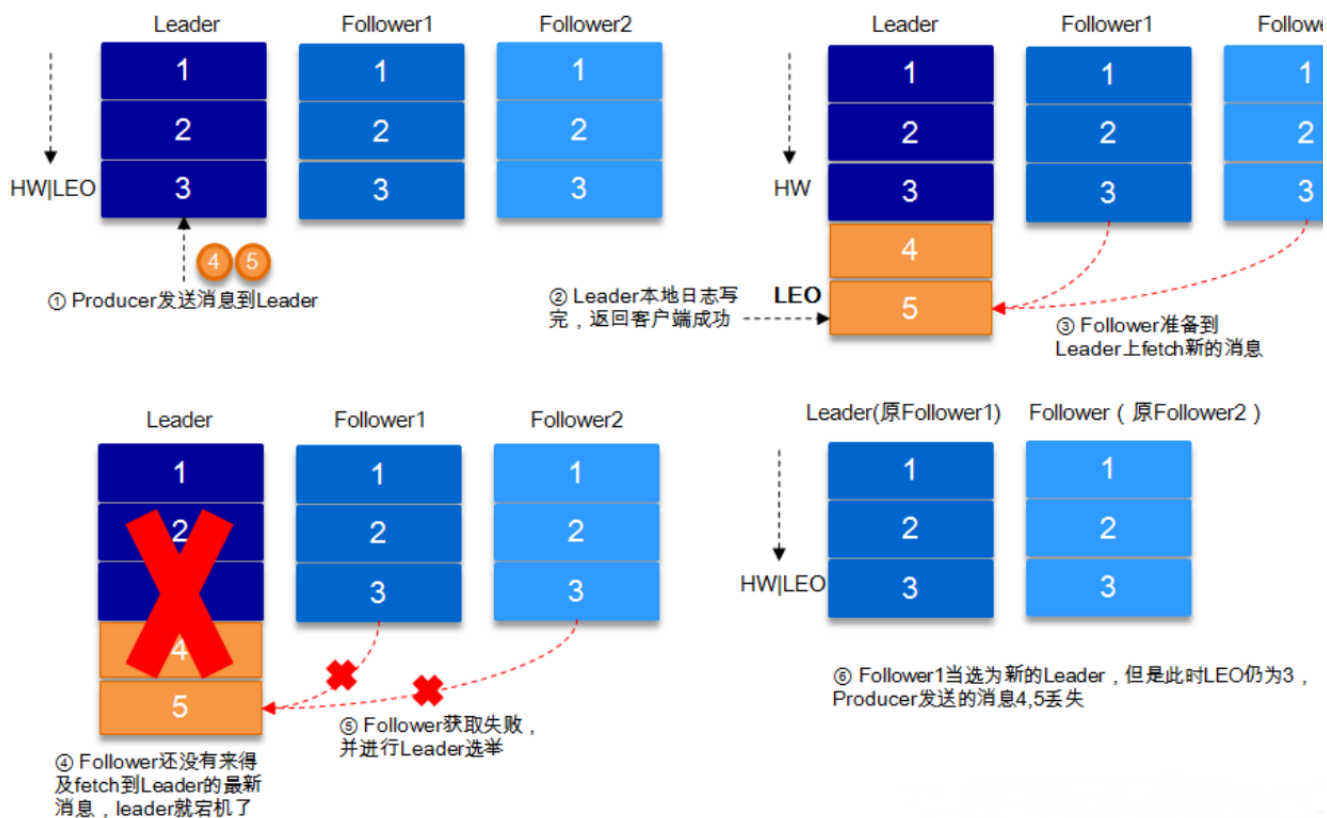 Leader
Follower1
Follower2
1
1
1
2
2
2
HW|LEO
3
3
3
4
5
① Producer发送消息到Leader
Leader
Follower1
Followe
1
1
1
2
2
2
HW
3
3
3
4
② Leader本地日志写
完，返回客户端成功
LEO
5
③ Follower准备到
Leader上fetch新的消息
Leader
Follower1
Follower2
1
1
1
2
2
2
3
3
4
5
④ Follower还没有来得
及fetch到Leader的最新
消息，leader就宕机了
⑤ Follower获取失败，
并进行Leader选举
Leader(原Follower1)
Follower（原Follower2）
1
1
2
2
HW|LEO
3
3
⑥ Follower1当选为新的Leader，但是此时LEO仍为3，
Producer发送的消息4,5丢失